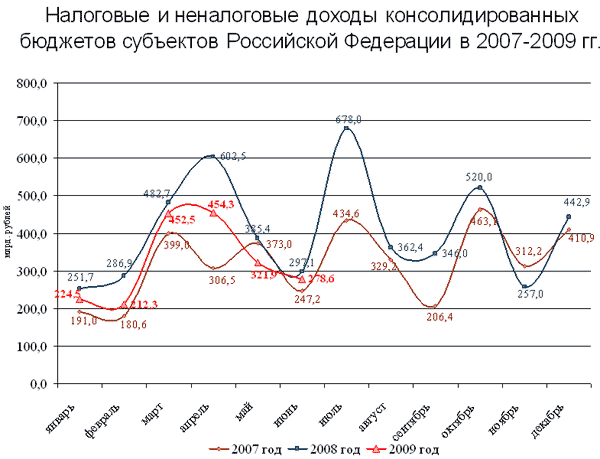 Налоговые и неналоговые доходы консолидированных
бюджетов субъектов Российской Федерации в 2007-2009 гг.
млрд. рублей
800,0
700,0
600,0
500,0
400,0
300,0
200,0
100,0
0,0
678,0
602,5
520,0
482,7
454,3
434,6
463,
442,9
452,5
399,0
385,4
373,0
362,4
346,0
410,9
251,7
286,9
306,5
321,9
297,1
278,6
329,2
312,2
257,0
224,5
212,3
247,2
206,4
191,0
180,6
январь
февраль
март
апрель
май
июнь
июль
август
сентябрь
октябрь
ноябрь
декабрь
2007 год 2008 год 2009 год